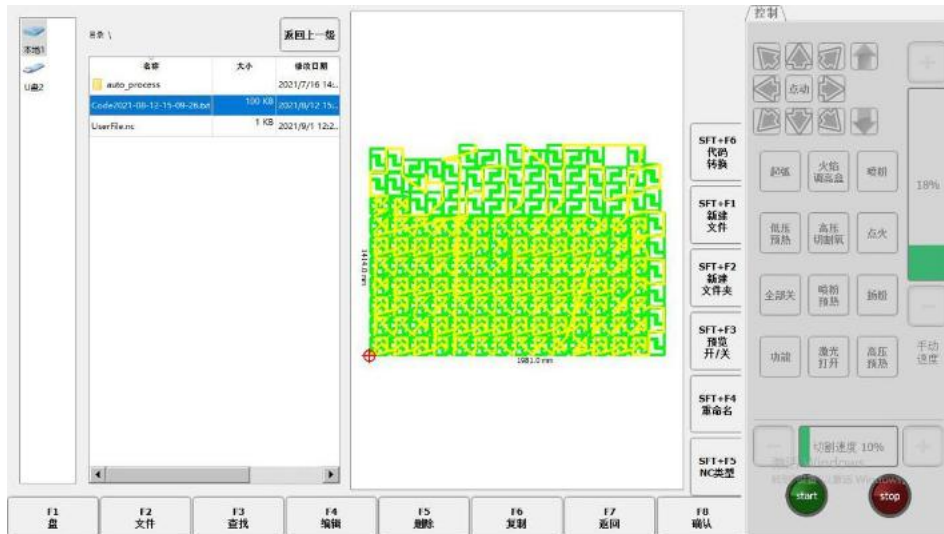 本地1
U盘2
目录 \
返回上一级
名称 大小 修改日期
auto_process 2021/7/16 14:..
Code2021-08-12-15-09-26.txt 100 KB 2021/8/12 15:..
UserFile.nc 1 KB 2021/9/1 12:2..
1414.0 mm
1981.0 mm
SFT+F6
代码
转换
SFT+F1
新建
文件
SFT+F2
新建
文件夹
SFT+F3
预览
开/关
SFT+F4
重命名
SFT+F5
NC类型
F1
盘
F2
文件
F3
查找
F4
编辑
F5
删除
F6
复制
F7
返回
F8
确认
控制
点动
起弧
火焰
调高盒
喷粉
低压
预热
高压
切割氧
点火
全部关
喷粉
预热
扬粉
功能
激光
打开
高压
预热
18%
手动
速度
切割速度 10%
激活 Windows
start
stop